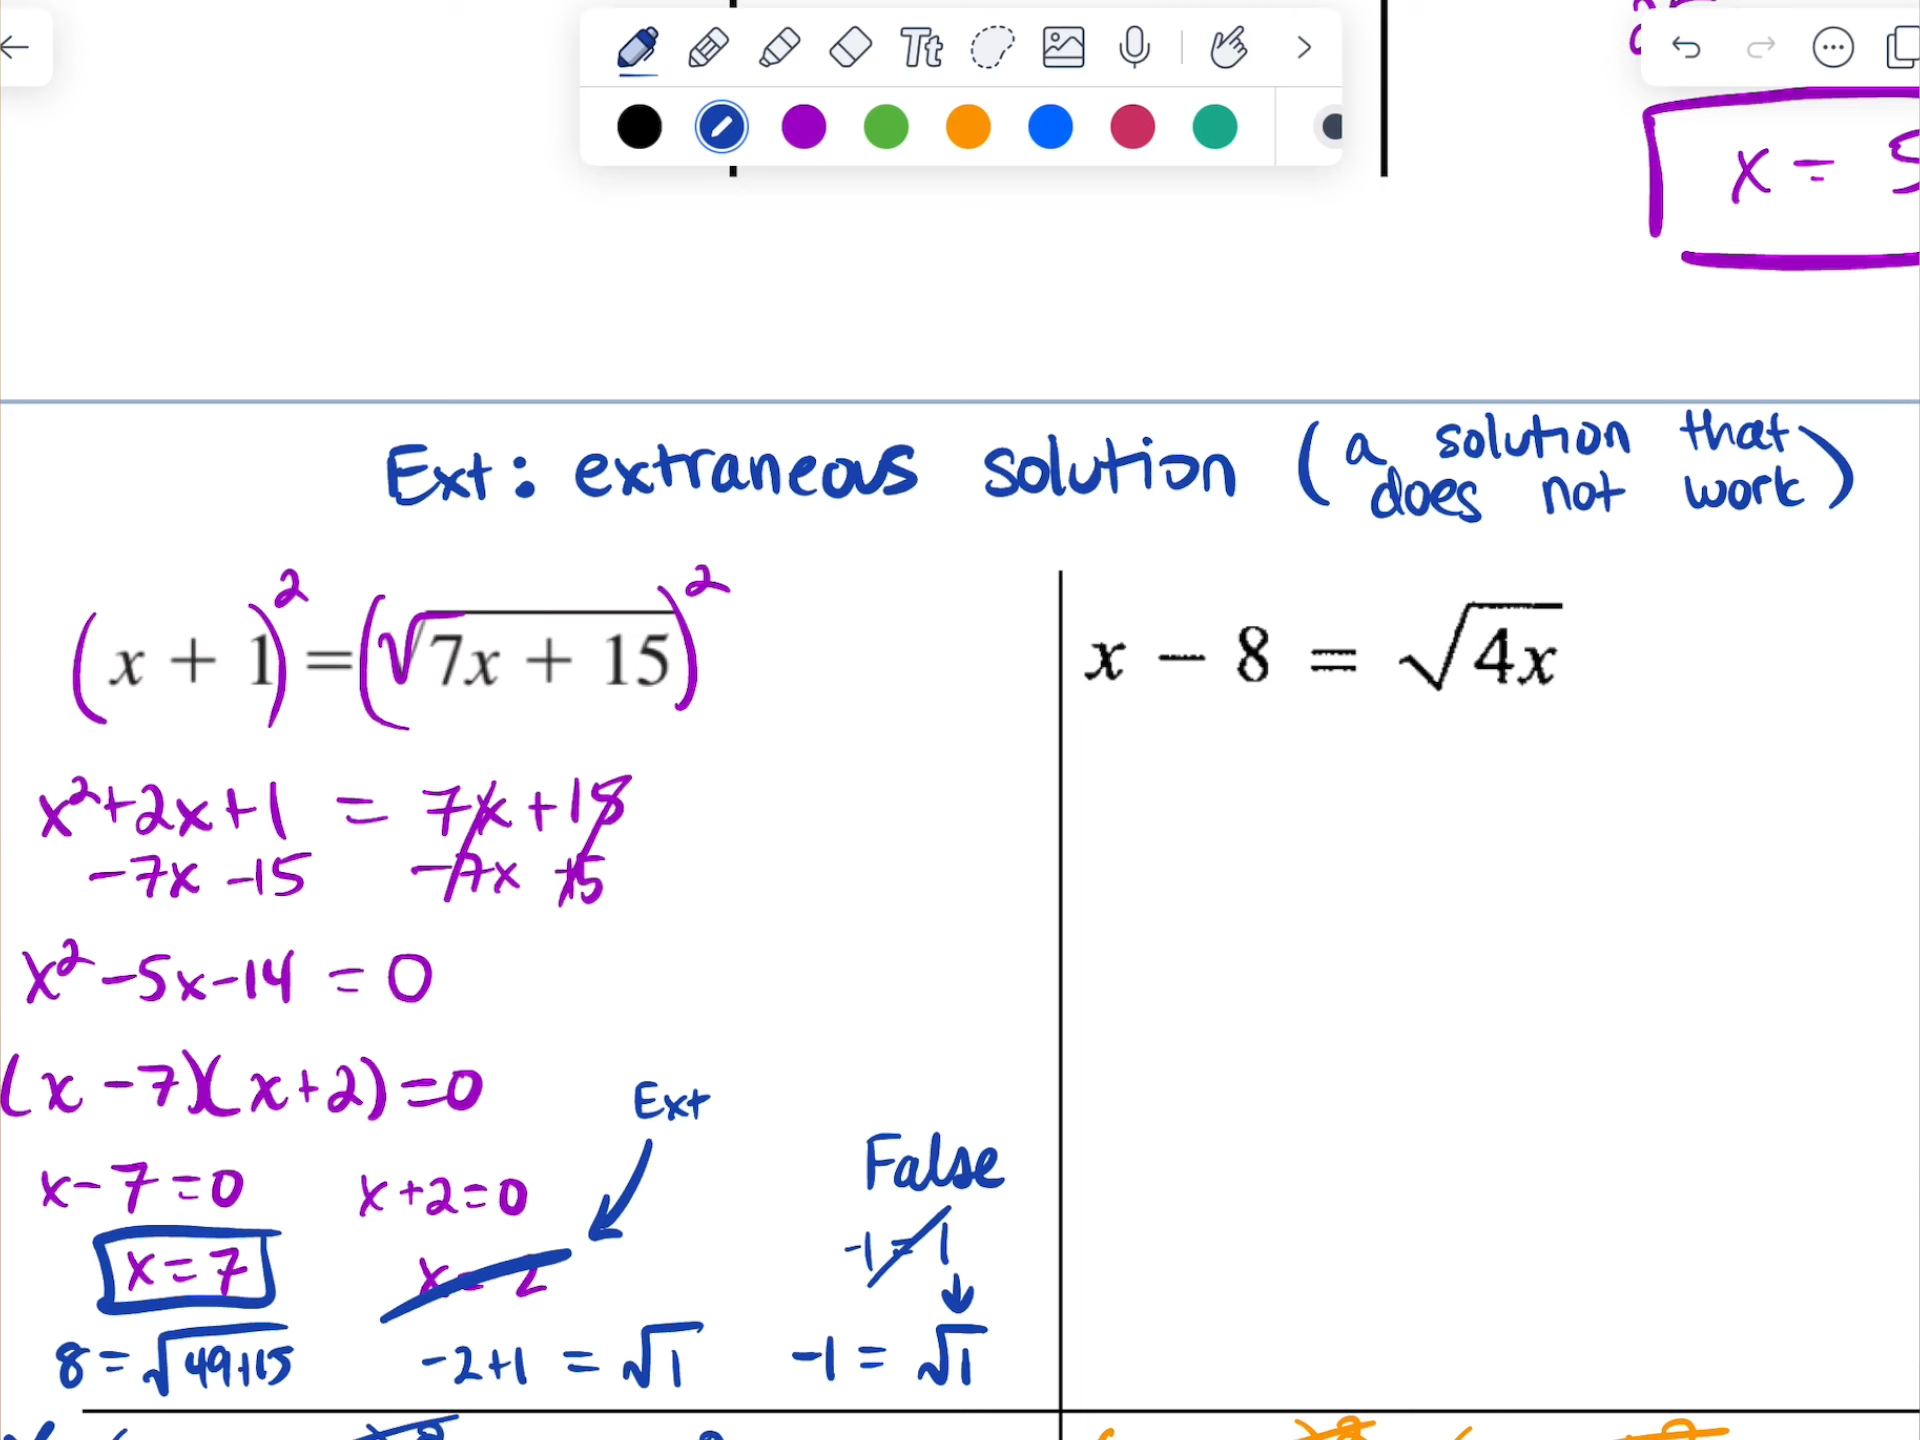 Tt
x = 5
Ext: extraneous solution (a solution that does not work)
(x + 1)² = (√7x + 15)²
x - 8 = √4x
x²+2x+1 = 7x+15
-7x -15 -7x -15
x² -5x-14 = 0
(x -7)(x+2)=0
Ext
x-7=0 x+2=0
False
x=7 x=-2
-1 = 1
8 = √49+15 -2+1 = √1 -1 = √1